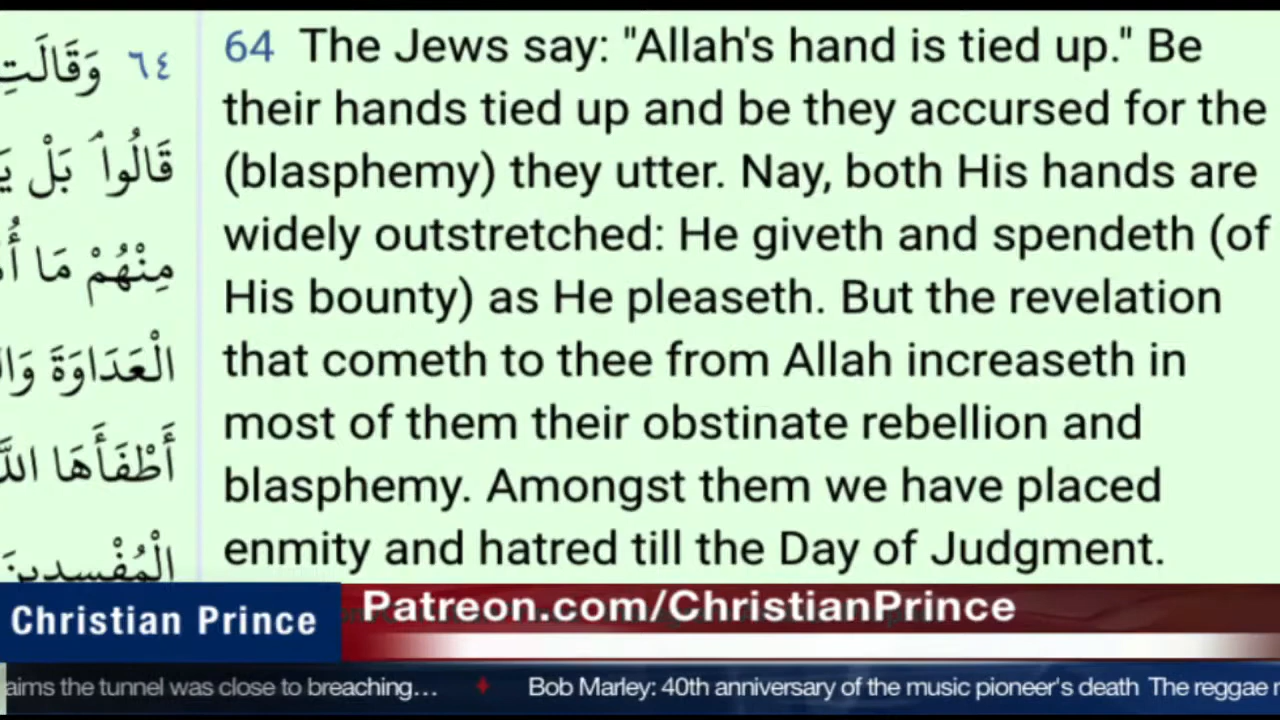 ٦٤ وَقَالَتِ
قَالُواْ بَلْ
مِنْهُمْ مَا
الْعَدَاوَةَ
أَطْفَأَهَا
الْمُفْسِدِينَ
64 The Jews say: "Allah's hand is tied up." Be
their hands tied up and be they accursed for the
(blasphemy) they utter. Nay, both His hands are
widely outstretched: He giveth and spendeth (of
His bounty) as He pleaseth. But the revelation
that cometh to thee from Allah increaseth in
most of them their obstinate rebellion and
blasphemy. Amongst them we have placed
enmity and hatred till the Day of Judgment.
Christian Prince
Patreon.com/ChristianPrince
aims the tunnel was close to breaching... Bob Marley: 40th anniversary of the music pioneer's death The reggae